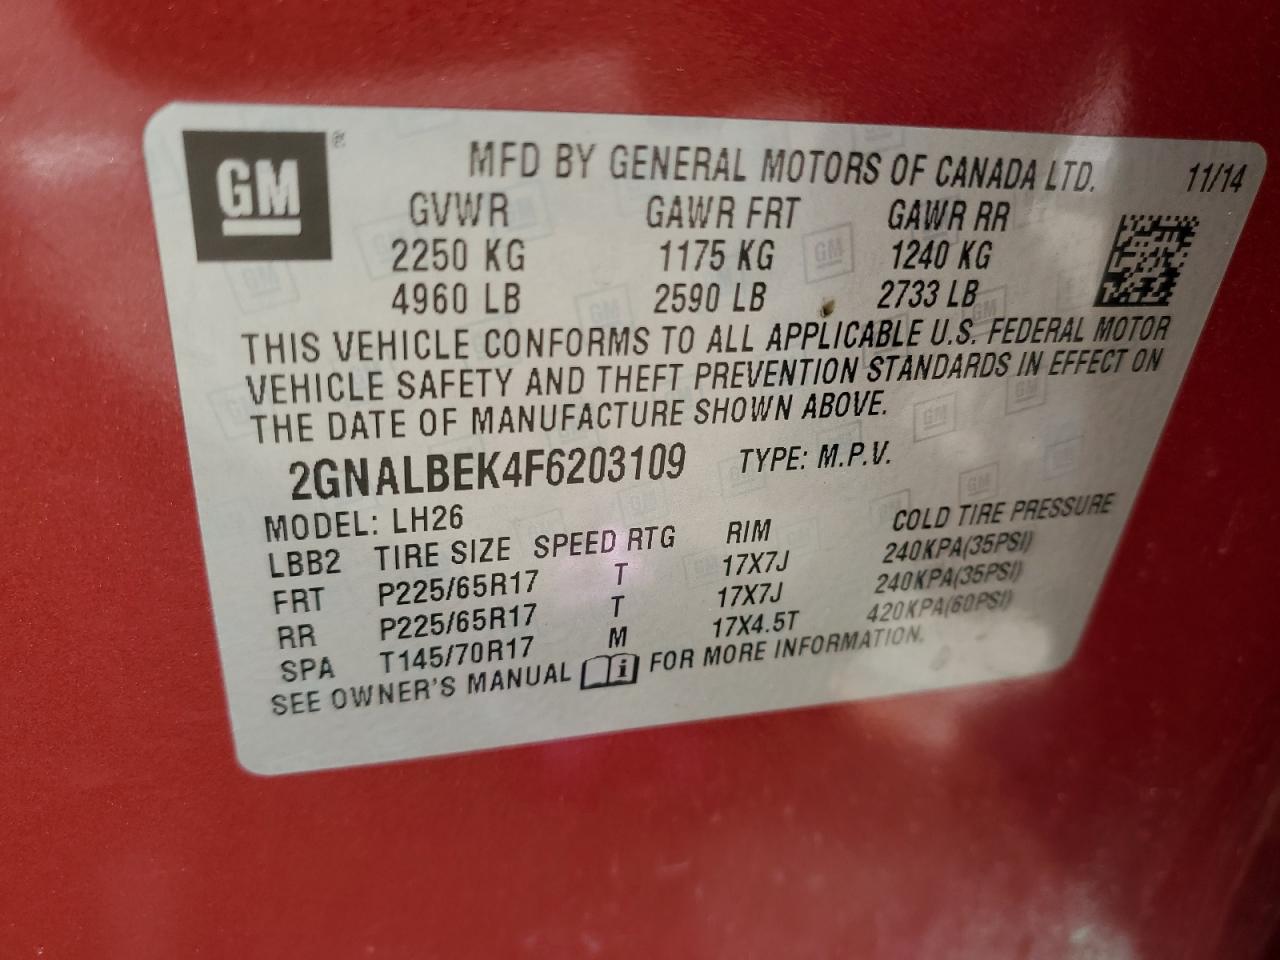 GM ®
MFD BY GENERAL MOTORS OF CANADA LTD. 11/14
GVWR GAWR FRT GAWR RR
2250 KG 1175 KG 1240 KG
4960 LB 2590 LB 2733 LB
THIS VEHICLE CONFORMS TO ALL APPLICABLE U.S. FEDERAL MOTOR
VEHICLE SAFETY AND THEFT PREVENTION STANDARDS IN EFFECT ON
THE DATE OF MANUFACTURE SHOWN ABOVE.
2GNALBEK4F6203109 TYPE: M.P.V.
MODEL: LH26
LBB2 TIRE SIZE SPEED RTG RIM COLD TIRE PRESSURE
FRT P225/65R17 T 17X7J 240KPA(35PSI)
RR P225/65R17 T 17X7J 240KPA(35PSI)
SPA T145/70R17 M 17X4.5T 420KPA(60PSI)
SEE OWNER'S MANUAL i FOR MORE INFORMATION.